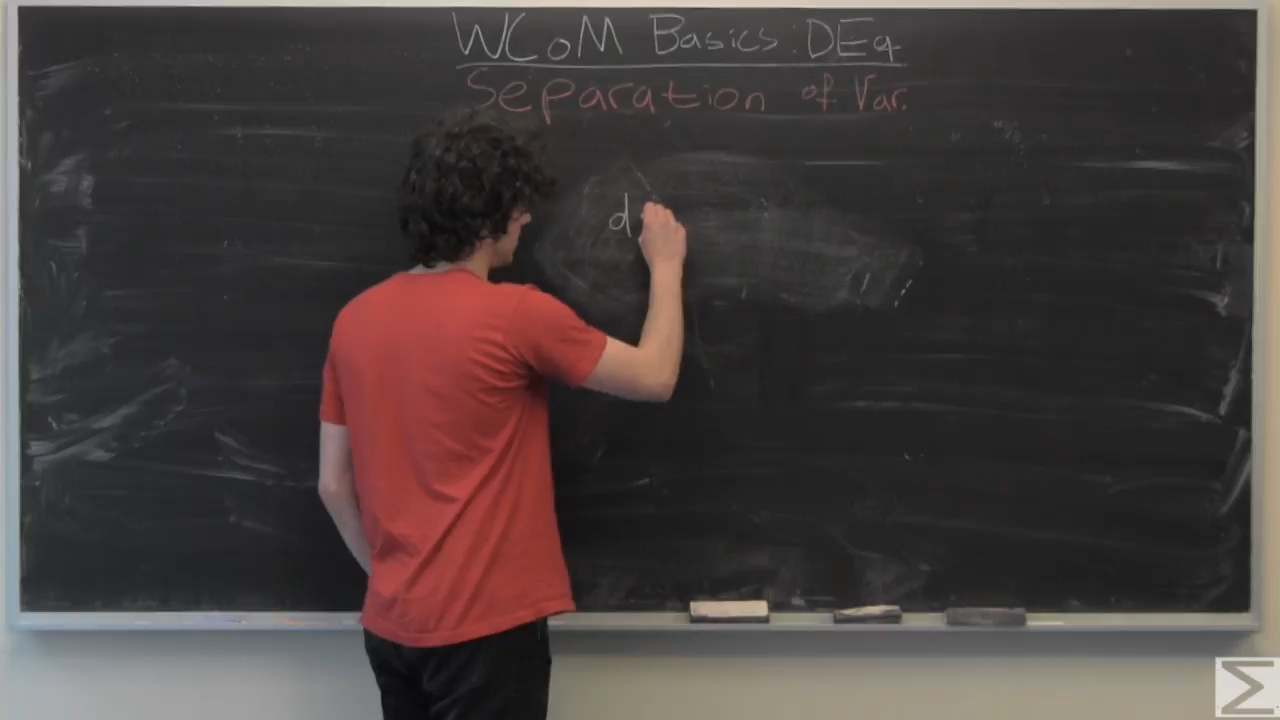 WCoM Basics: DEq
Separation of Var.
d
Σ